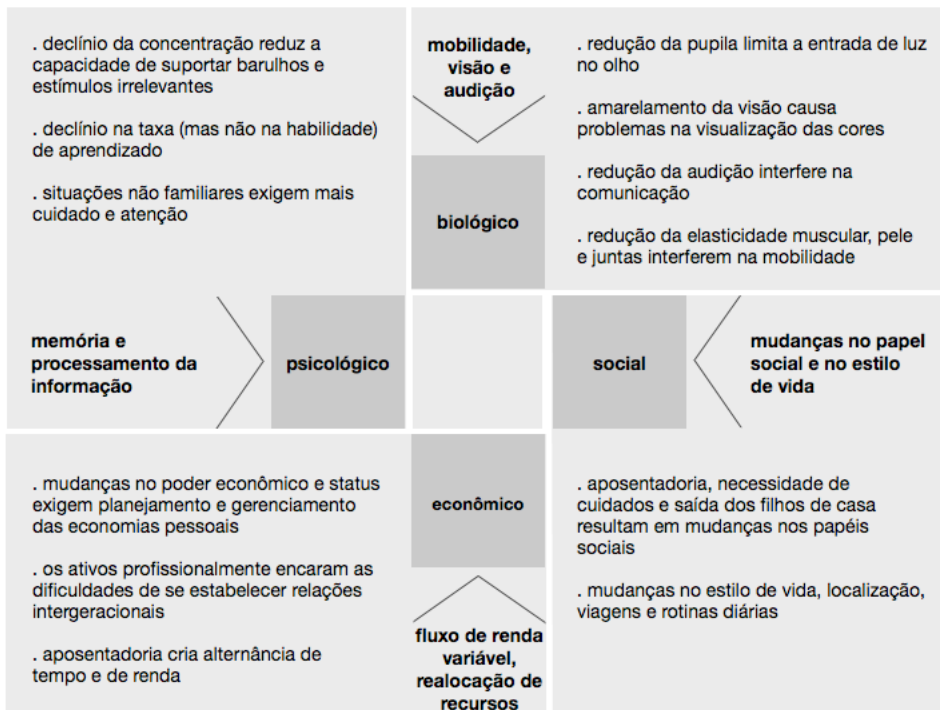 . declínio da concentração reduz a
capacidade de suportar barulhos e
estímulos irrelevantes
. declínio na taxa (mas não na habilidade)
de aprendizado
. situações não familiares exigem mais
cuidado e atenção
mobilidade,
visão e
audição
biológico
. redução da pupila limita a entrada de luz
no olho
. amarelamento da visão causa
problemas na visualização das cores
. redução da audição interfere na
comunicação
. redução da elasticidade muscular, pele
e juntas interferem na mobilidade
memória e
processamento da
informação
psicológico
social
mudanças no papel
social e no estilo
de vida
. mudanças no poder econômico e status
exigem planejamento e gerenciamento
das economias pessoais
. os ativos profissionalmente encaram as
dificuldades de se estabelecer relações
intergeracionais
. aposentadoria cria alternância de
tempo e de renda
econômico
fluxo de renda
variável,
realocação de
recursos
. aposentadoria, necessidade de
cuidados e saída dos filhos de casa
resultam em mudanças nos papéis
sociais
. mudanças no estilo de vida, localização,
viagens e rotinas diárias